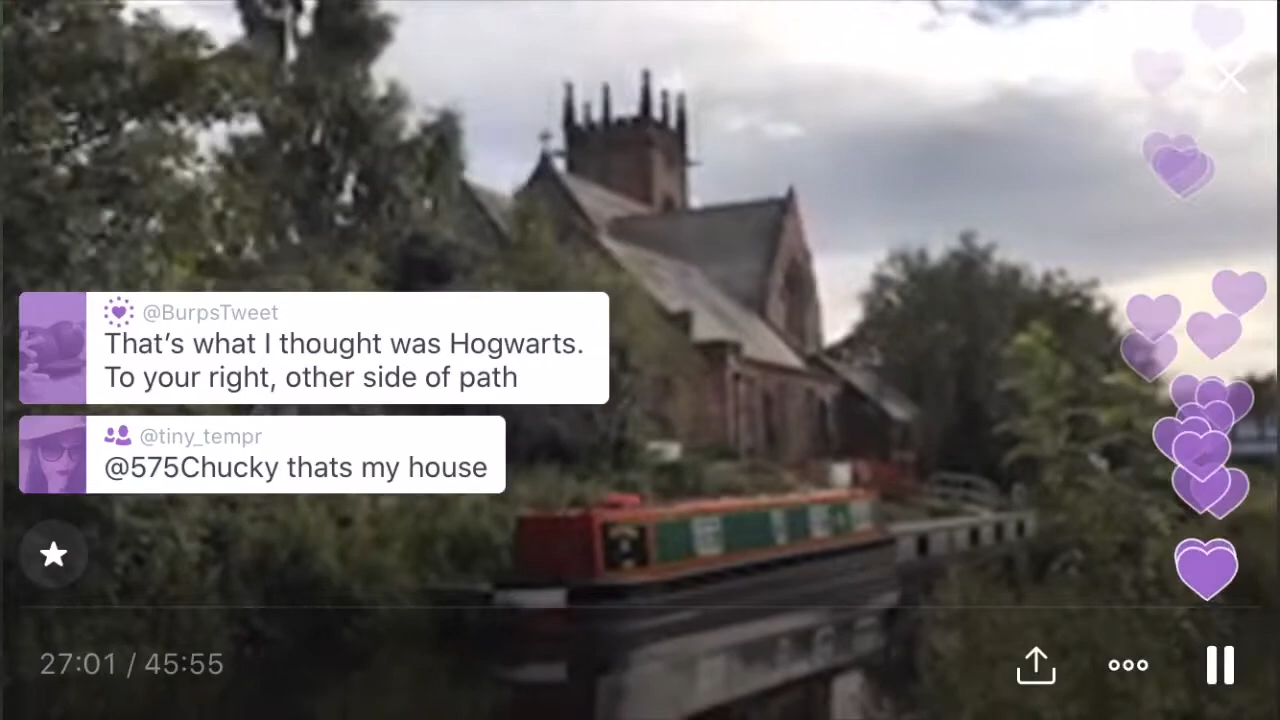 @BurpsTweet
That’s what I thought was Hogwarts.
To your right, other side of path
@tiny_tempr
@575Chucky thats my house
27:01 / 45:55